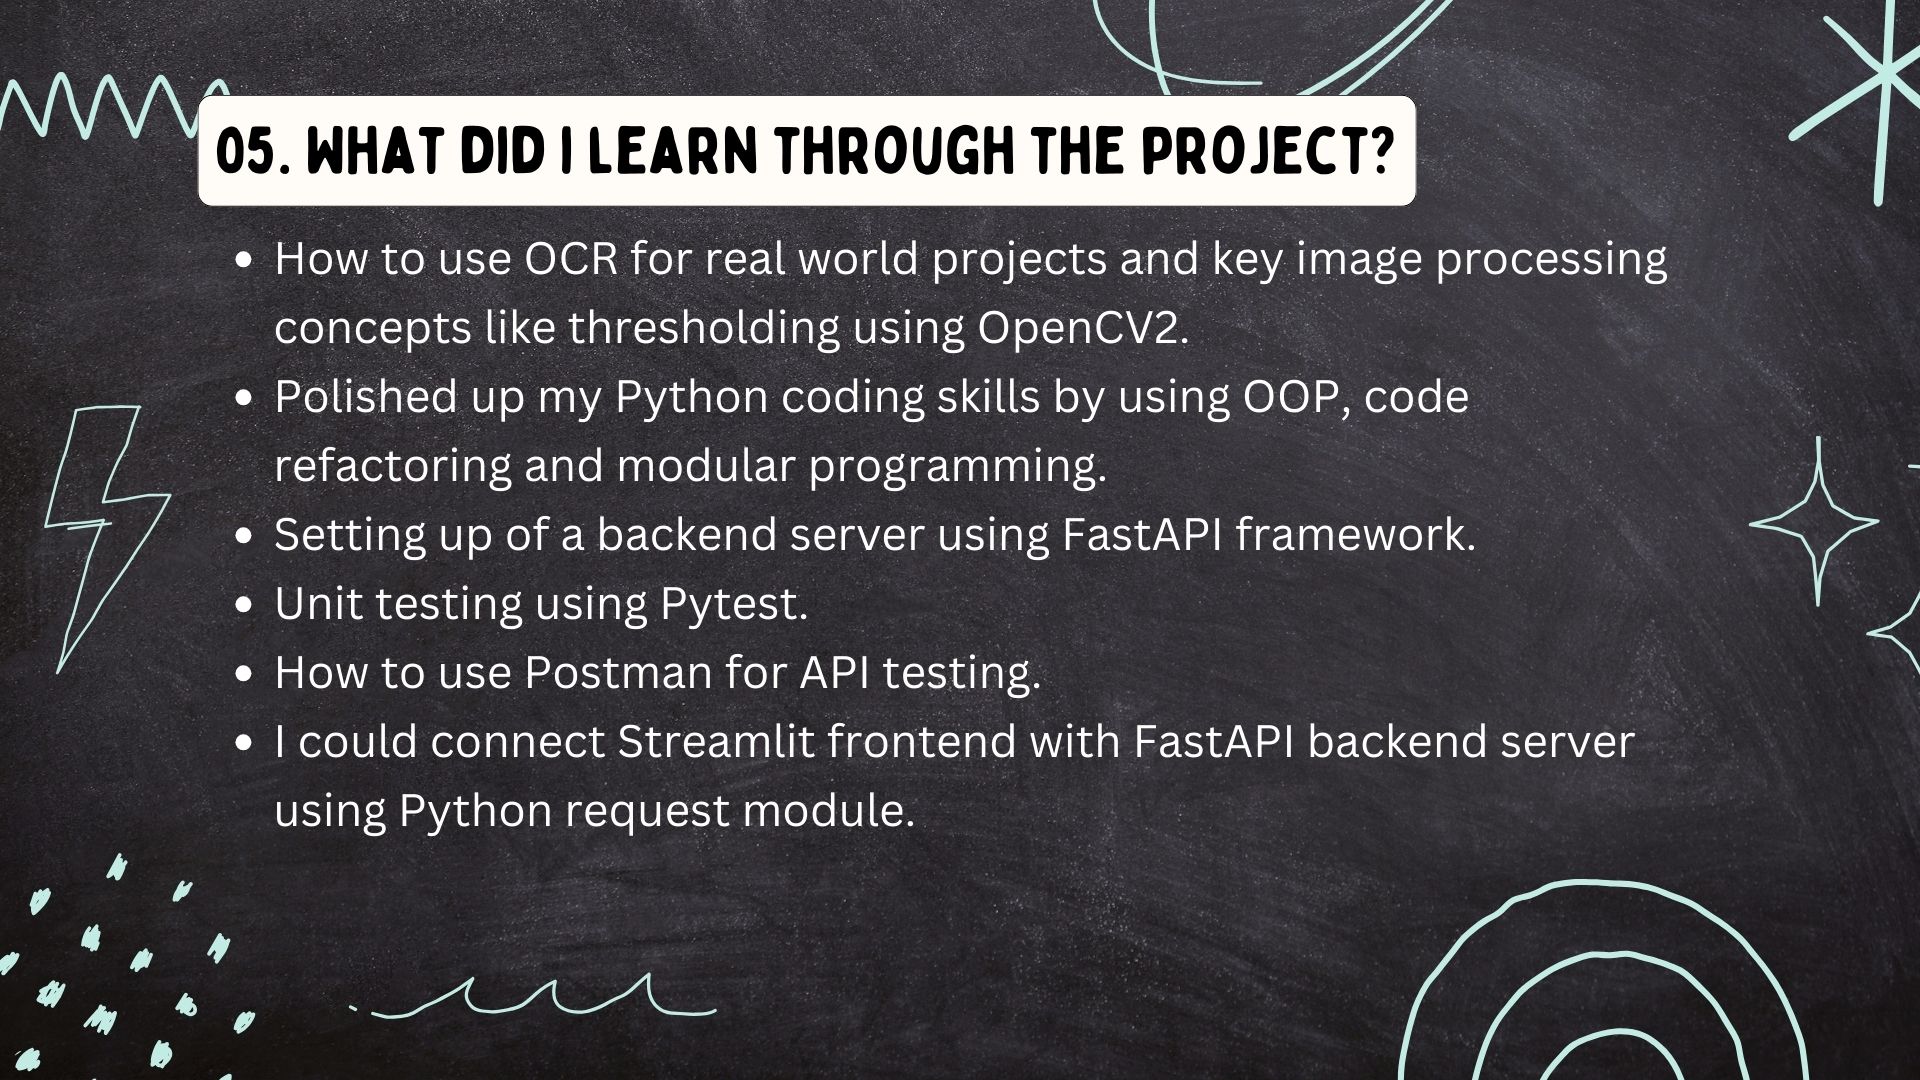 05. WHAT DID I LEARN THROUGH THE PROJECT?
• How to use OCR for real world projects and key image processing
concepts like thresholding using OpenCV2.
• Polished up my Python coding skills by using OOP, code
refactoring and modular programming.
• Setting up of a backend server using FastAPI framework.
• Unit testing using Pytest.
• How to use Postman for API testing.
• I could connect Streamlit frontend with FastAPI backend server
using Python request module.